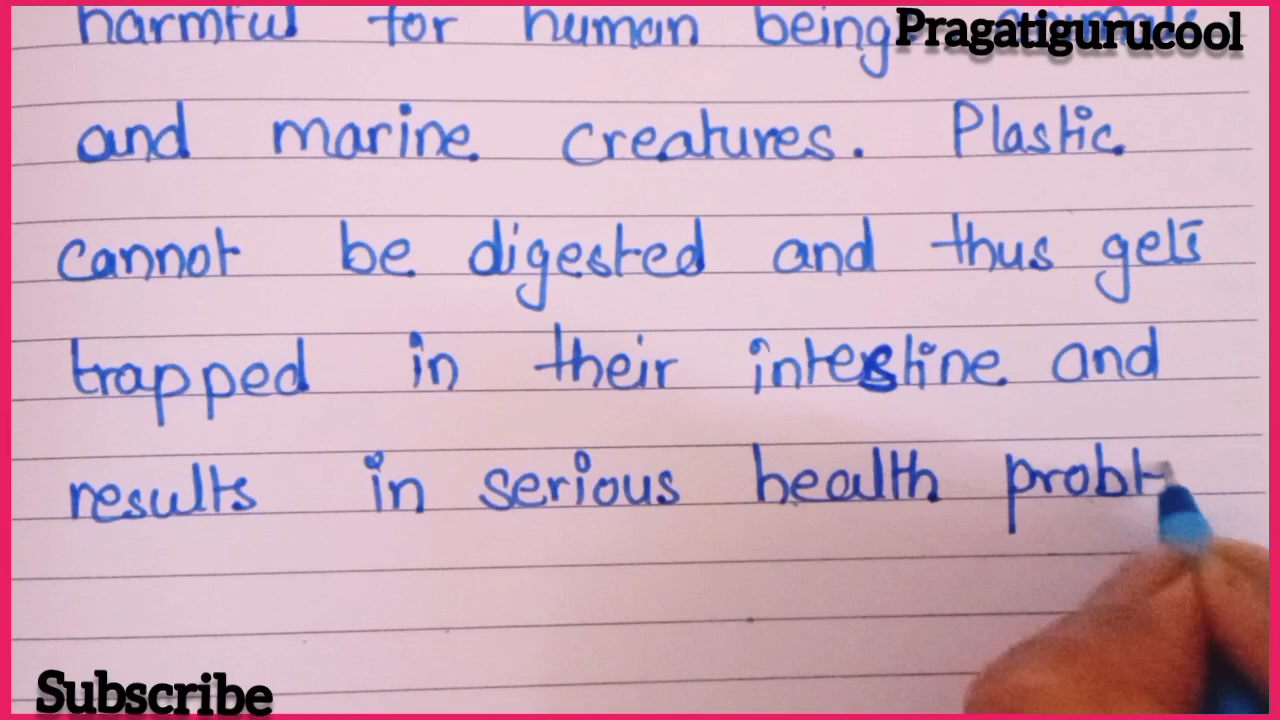 harmful for human being Pragatigurucool
and marine creatures. Plastic
cannot be digested and thus gets
trapped in their intestine and
results in serious health probl
Subscribe